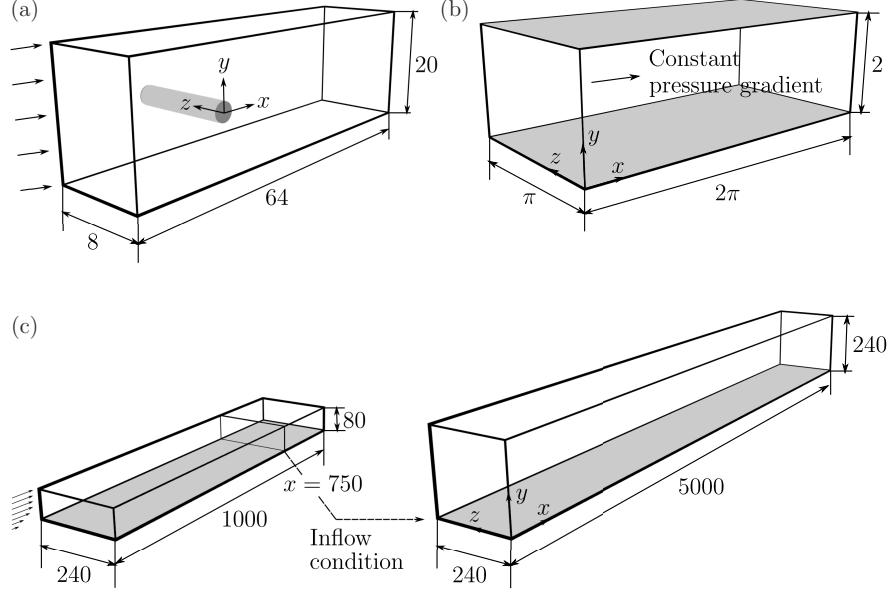 (a)
y
z
x
20
64
8
(b)
Constant
pressure gradient
2
y
z
x
π
2π
(c)
80
x = 750
1000
240
Inflow
condition
240
y
z
x
5000
240